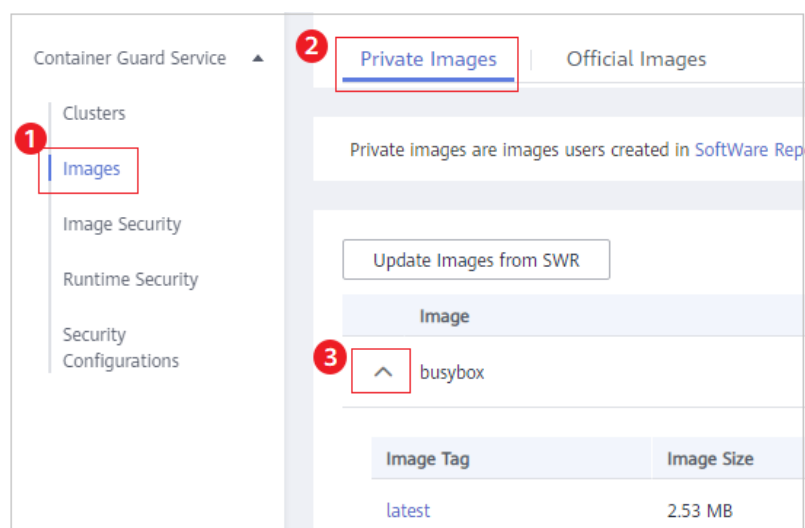 Container Guard Service
Clusters
1
Images
Image Security
Runtime Security
Security
Configurations
2
Private Images
Official Images
Private images are images users created in SoftWare Rep
Update Images from SWR
Image
3
busybox
Image Tag
Image Size
latest
2.53 MB